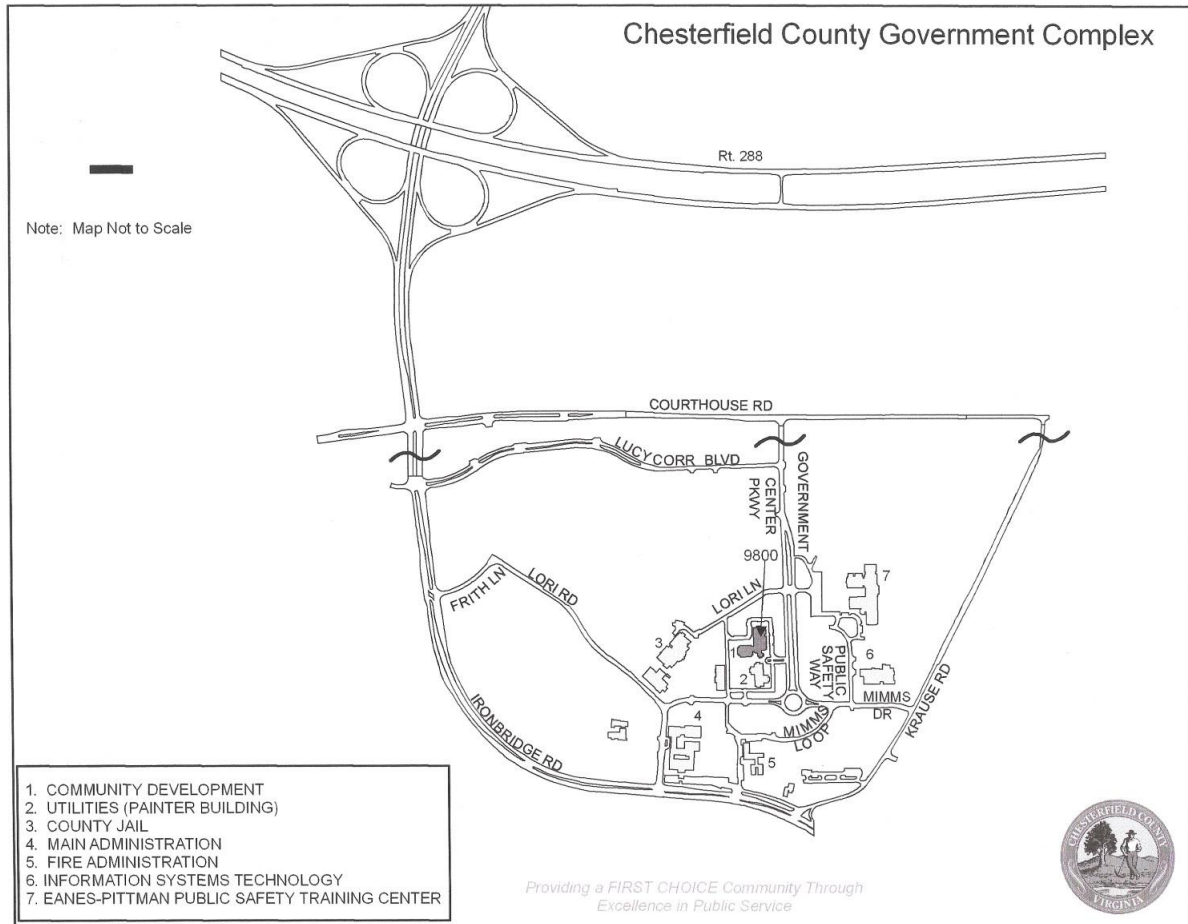 Chesterfield County Government Complex
Rt. 288
Note: Map Not to Scale
COURTHOUSE RD
LUCY CORR BLVD
GOVERNMENT
CENTER
PKWY
9800
7
FRITH LN
LORI RD
LORI LN
3
1
2
PUBLIC
SAFETY
WAY
6
MIMMS
DR
KRAUSE RD
IRONBRIDGE RD
4
MIMMS
LOOP
5
1. COMMUNITY DEVELOPMENT
2. UTILITIES (PAINTER BUILDING)
3. COUNTY JAIL
4. MAIN ADMINISTRATION
5. FIRE ADMINISTRATION
6. INFORMATION SYSTEMS TECHNOLOGY
7. EANES-PITTMAN PUBLIC SAFETY TRAINING CENTER
Providing a FIRST CHOICE Community Through
Excellence in Public Service
CHESTERFIELD COUNTY
VIRGINIA